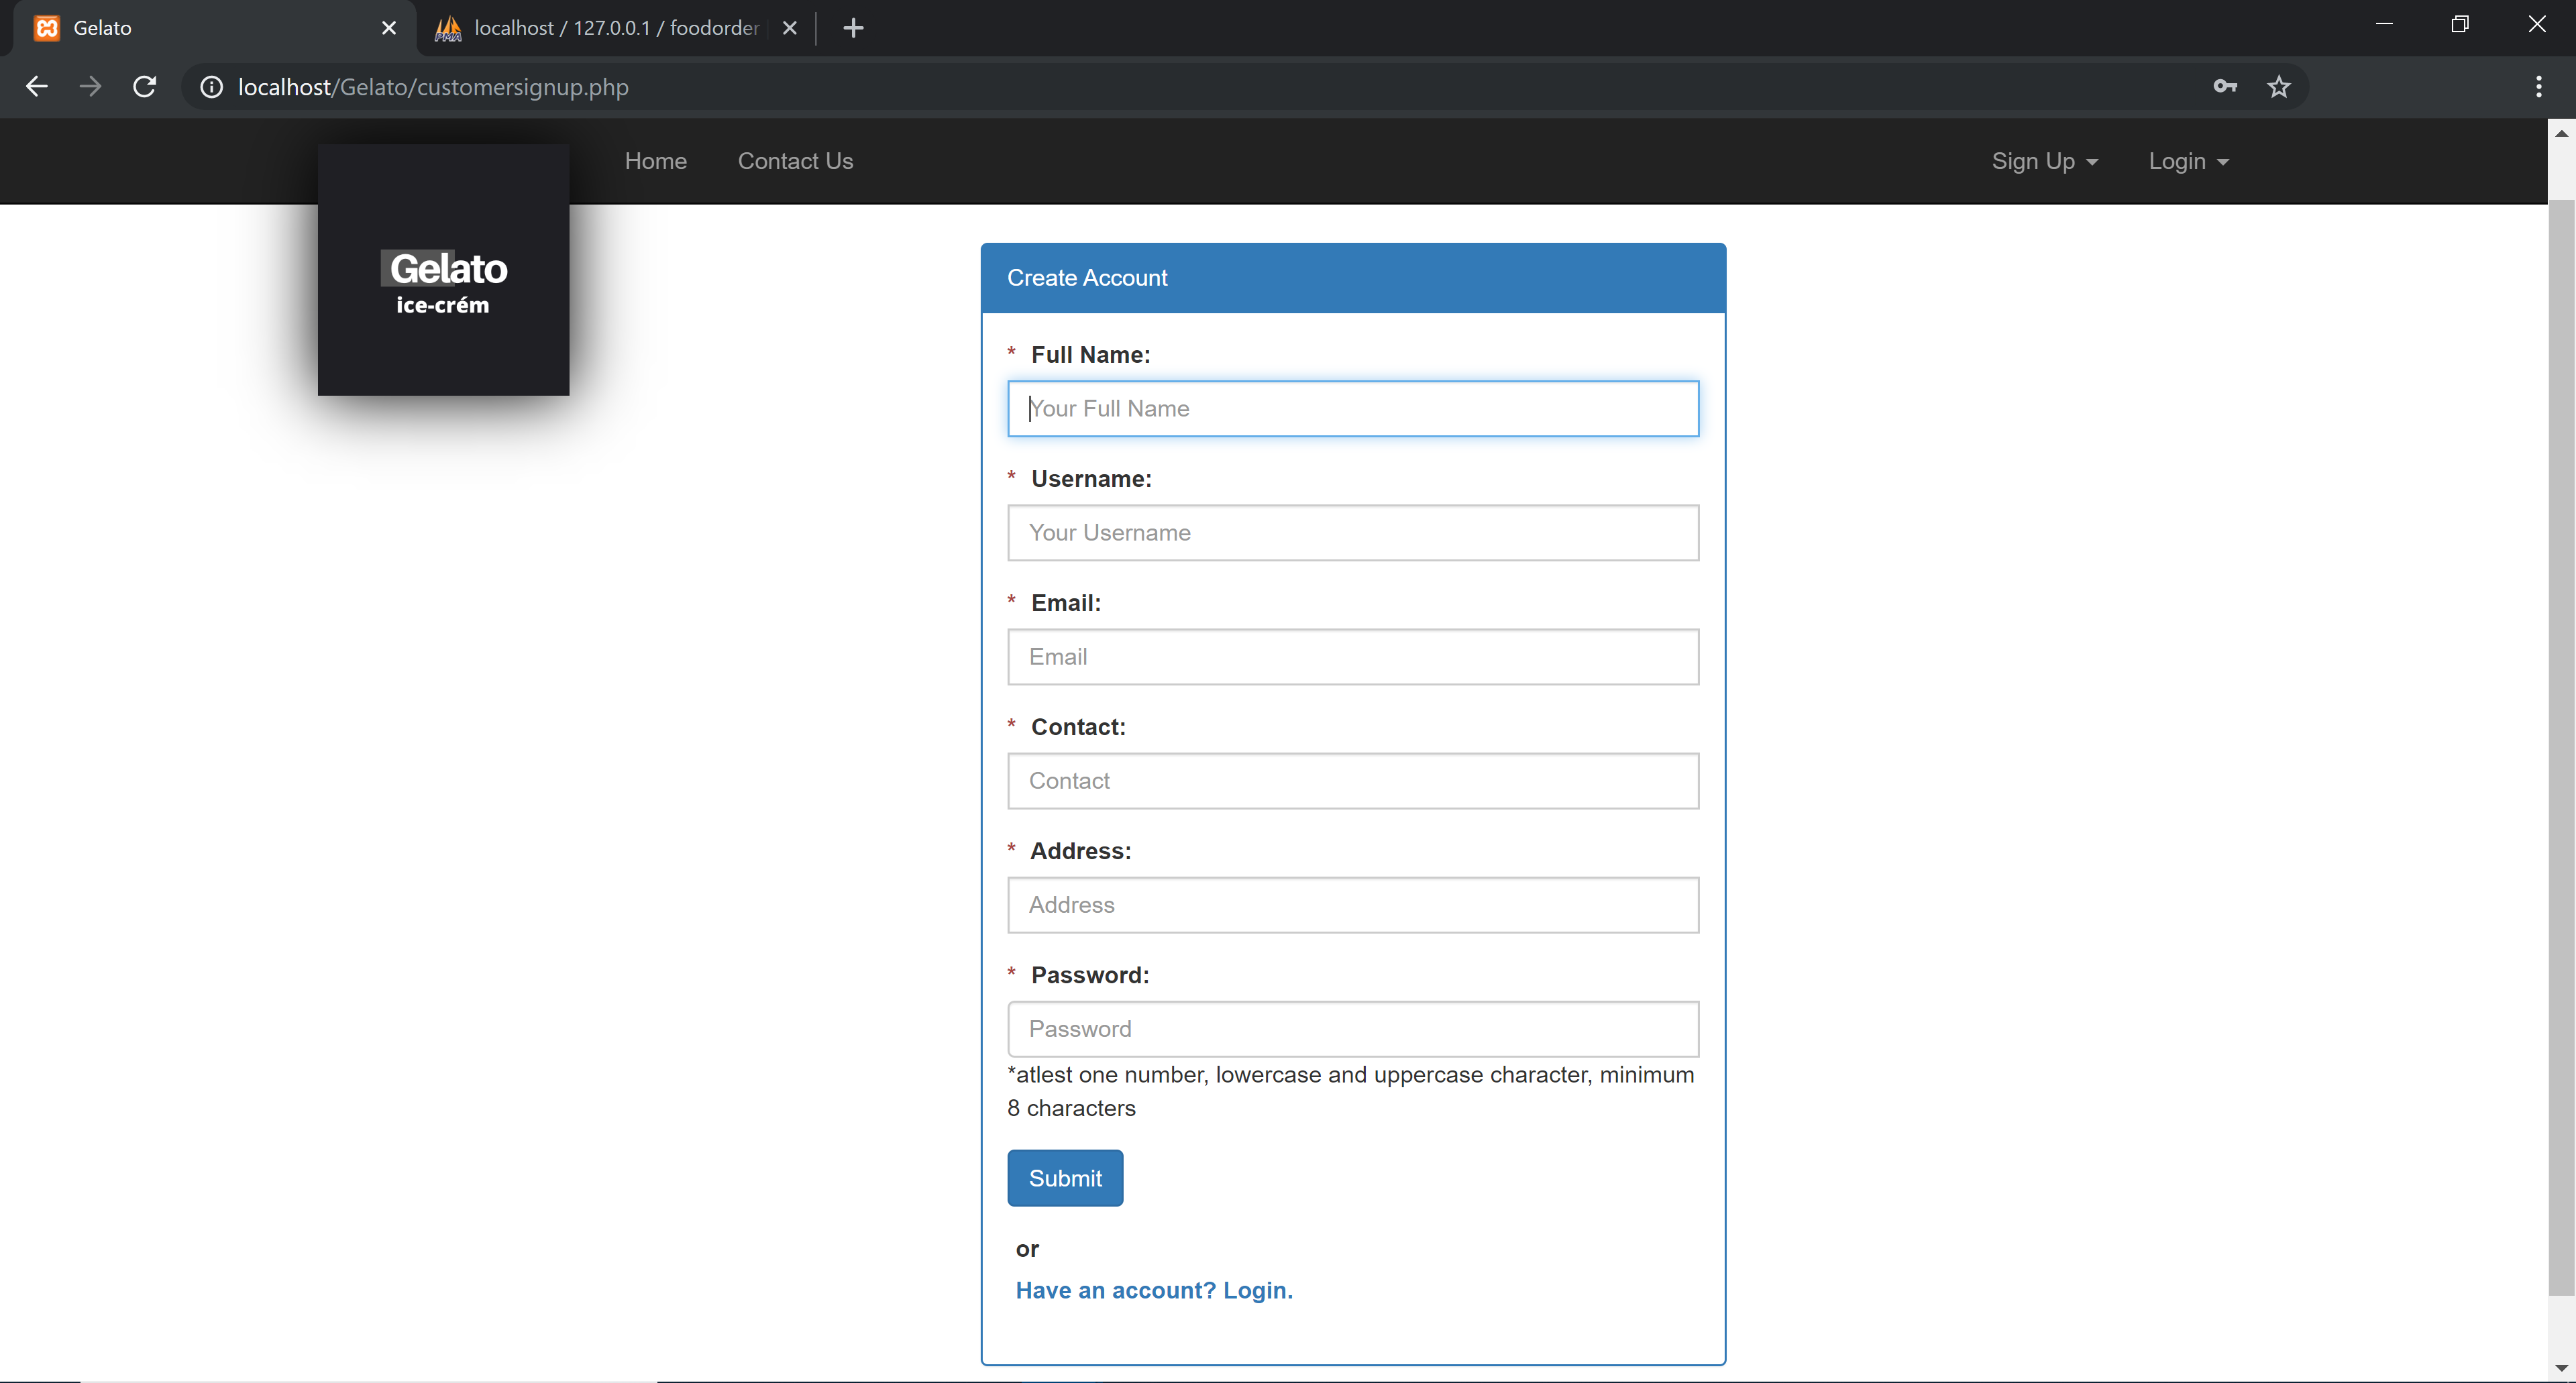 Gelato
localhost / 127.0.0.1 / foodorder
localhost/Gelato/customersignup.php
Home
Contact Us
Sign Up
Login
Gelato
ice-crém
Create Account
* Full Name:
Your Full Name
* Username:
Your Username
* Email:
Email
* Contact:
Contact
* Address:
Address
* Password:
Password
*atlest one number, lowercase and uppercase character, minimum
8 characters
Submit
or
Have an account? Login.